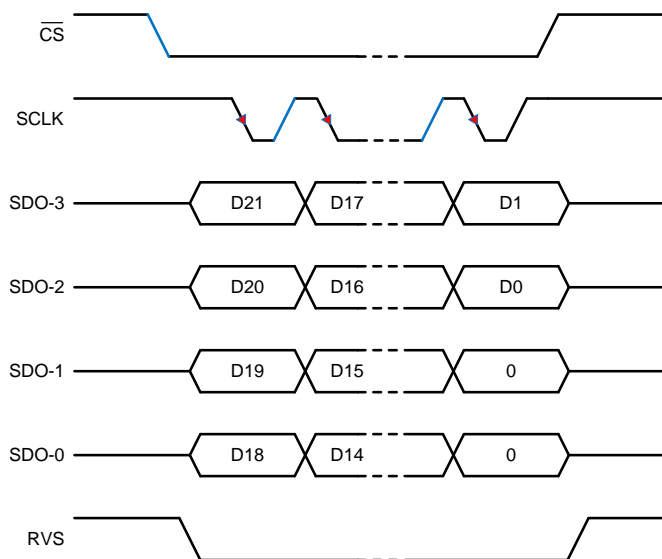 CS
SCLK
SDO-3 D21 D17 D1
SDO-2 D20 D16 D0
SDO-1 D19 D15 0
SDO-0 D18 D14 0
RVS